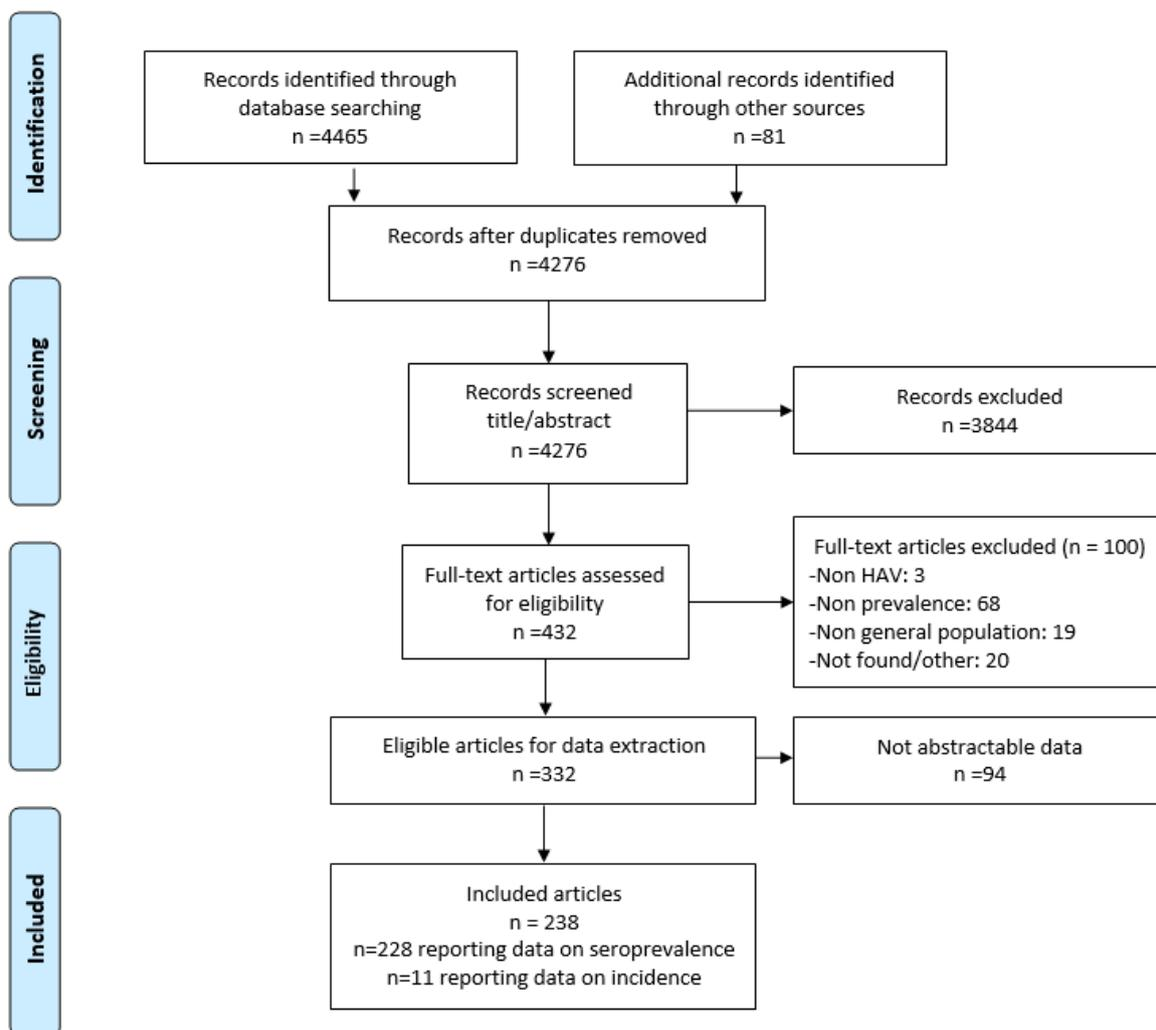 Identification
Records identified through
database searching
n =4465
Additional records identified
through other sources
n =81
Records after duplicates removed
n =4276
Screening
Records screened
title/abstract
n =4276
Records excluded
n =3844
Eligibility
Full-text articles assessed
for eligibility
n =432
Full-text articles excluded (n = 100)
-Non HAV: 3
-Non prevalence: 68
-Non general population: 19
-Not found/other: 20
Eligible articles for data extraction
n =332
Not abstractable data
n =94
Included
Included articles
n = 238
n=228 reporting data on seroprevalence
n=11 reporting data on incidence